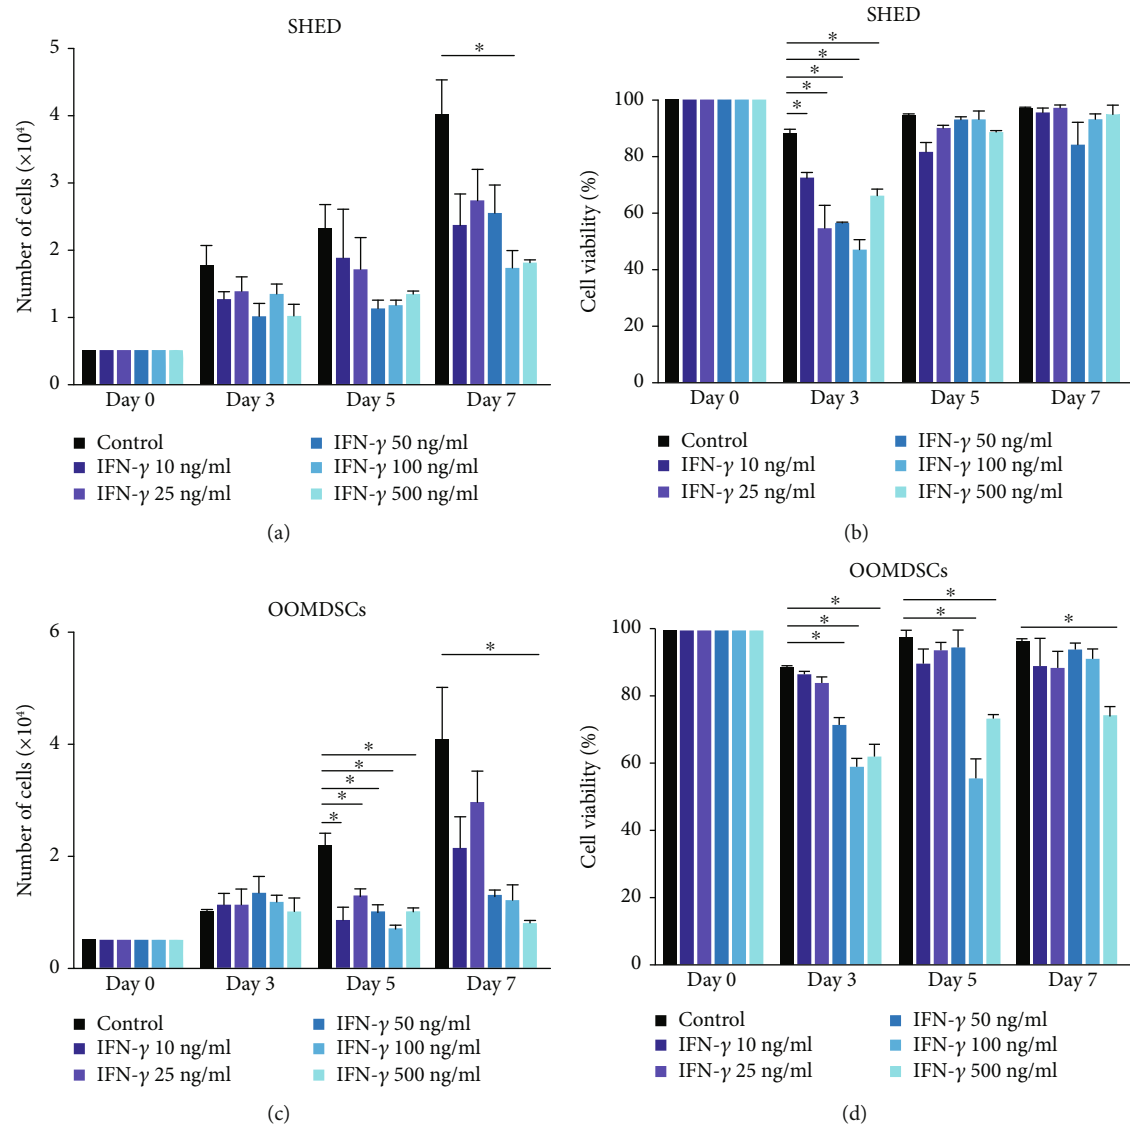 SHED
Number of cells (×10⁴)
5
4
3
2
1
0
*
Day 0 Day 3 Day 5 Day 7
Control
IFN-γ 10 ng/ml
IFN-γ 25 ng/ml
IFN-γ 50 ng/ml
IFN-γ 100 ng/ml
IFN-γ 500 ng/ml
(a)
SHED
Cell viability (%)
100
80
60
40
20
0
*
*
*
*
*
Day 0 Day 3 Day 5 Day 7
Control
IFN-γ 10 ng/ml
IFN-γ 25 ng/ml
IFN-γ 50 ng/ml
IFN-γ 100 ng/ml
IFN-γ 500 ng/ml
(b)
OOMDSCs
Number of cells (×10⁴)
6
4
2
0
*
*
*
*
*
*
Day 0 Day 3 Day 5 Day 7
Control
IFN-γ 10 ng/ml
IFN-γ 25 ng/ml
IFN-γ 50 ng/ml
IFN-γ 100 ng/ml
IFN-γ 500 ng/ml
(c)
OOMDSCs
Cell viability (%)
100
80
60
40
20
0
*
*
*
*
*
*
Day 0 Day 3 Day 5 Day 7
Control
IFN-γ 10 ng/ml
IFN-γ 25 ng/ml
IFN-γ 50 ng/ml
IFN-γ 100 ng/ml
IFN-γ 500 ng/ml
(d)